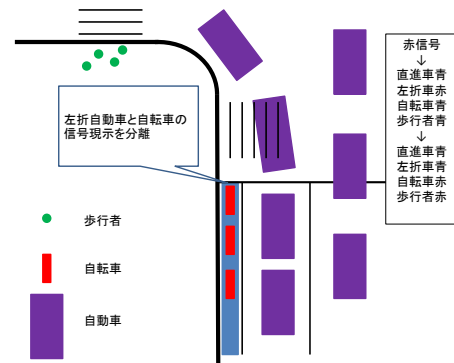 左折自動車と自転車の
信号現示を分離
歩行者
自転車
自動車
赤信号
↓
直進車青
左折車赤
自転車青
歩行者青
↓
直進車青
左折車青
自転車赤
歩行者赤